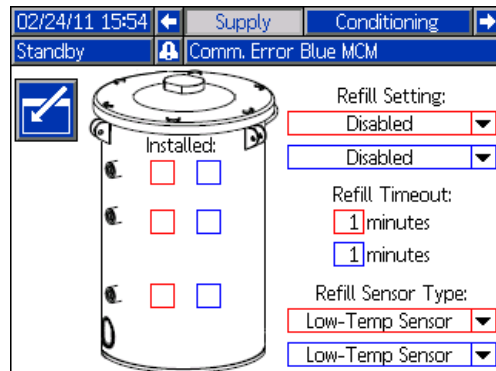 02/24/11 15:54 Supply Conditioning
Standby Comm. Error Blue MCM
Refill Setting:
Disabled
Installed:
Disabled
Refill Timeout:
1 minutes
1 minutes
Refill Sensor Type:
Low-Temp Sensor
Low-Temp Sensor